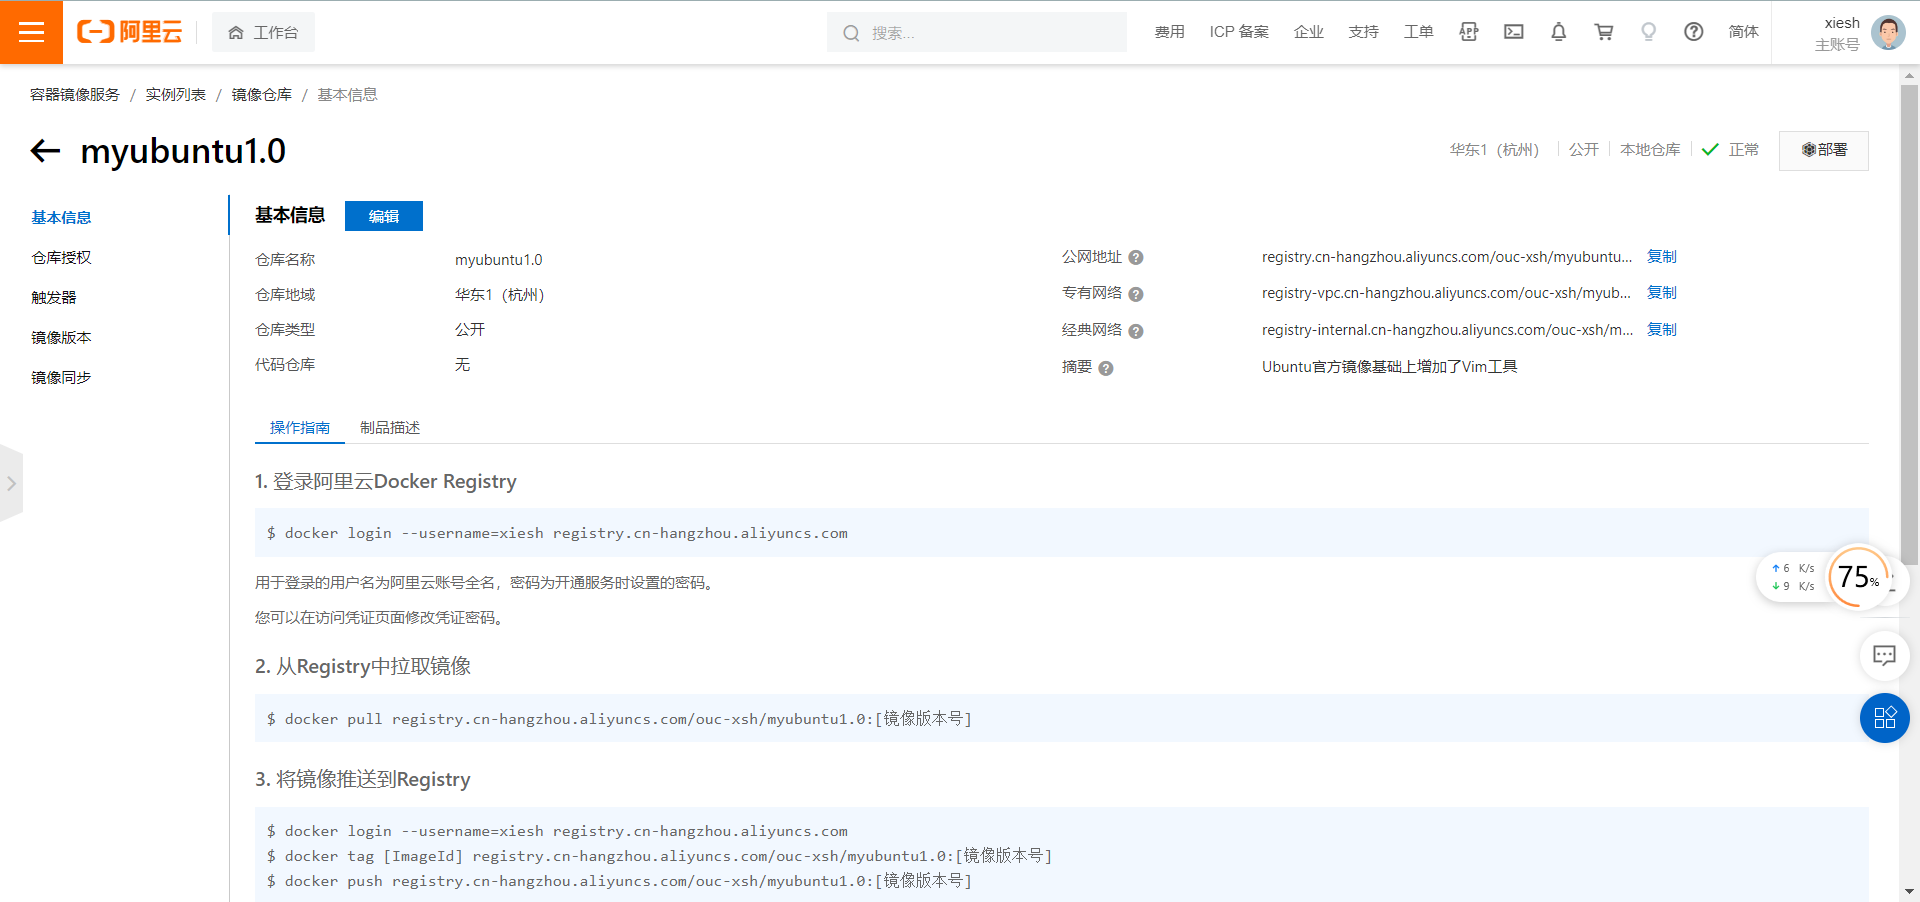 阿里云
工作台
搜索...
费用 ICP 备案 企业 支持 工单 APP 简体
xiesh
主账号
容器镜像服务 / 实例列表 / 镜像仓库 / 基本信息
myubuntu1.0
华东1（杭州） 公开 本地仓库 正常 部署
基本信息
仓库授权
触发器
镜像版本
镜像同步
基本信息 编辑
仓库名称 myubuntu1.0
仓库地域 华东1（杭州）
仓库类型 公开
代码仓库 无
公网地址 registry.cn-hangzhou.aliyuncs.com/ouc-xsh/myubuntu... 复制
专有网络 registry-vpc.cn-hangzhou.aliyuncs.com/ouc-xsh/myub... 复制
经典网络 registry-internal.cn-hangzhou.aliyuncs.com/ouc-xsh/m... 复制
摘要 Ubuntu官方镜像基础上增加了Vim工具
操作指南 制品描述
1. 登录阿里云Docker Registry
$ docker login --username=xiesh registry.cn-hangzhou.aliyuncs.com
用于登录的用户名为阿里云账号全名，密码为开通服务时设置的密码。
您可以在访问凭证页面修改凭证密码。
2. 从Registry中拉取镜像
$ docker pull registry.cn-hangzhou.aliyuncs.com/ouc-xsh/myubuntu1.0:[镜像版本号]
3. 将镜像推送到Registry
$ docker login --username=xiesh registry.cn-hangzhou.aliyuncs.com
$ docker tag [ImageId] registry.cn-hangzhou.aliyuncs.com/ouc-xsh/myubuntu1.0:[镜像版本号]
$ docker push registry.cn-hangzhou.aliyuncs.com/ouc-xsh/myubuntu1.0:[镜像版本号]
↑ 6 K/s
↓ 9 K/s
75%